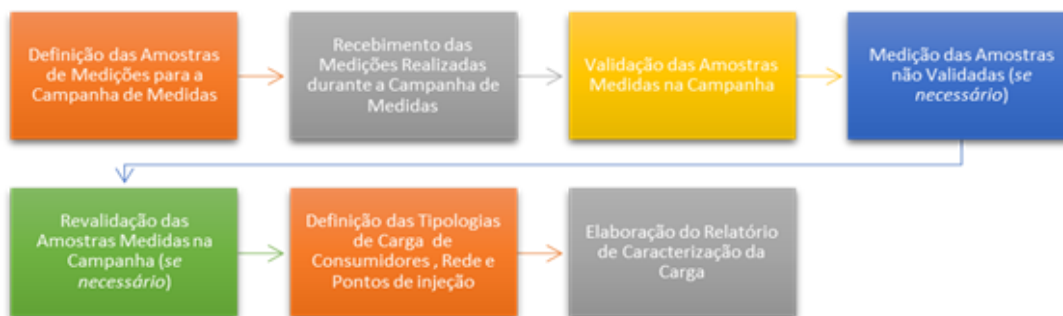 Definição das Amostras
de Medições para a
Campanha de Medidas
Recebimento das
Medições Realizadas
durante a Campanha de
Medidas
Validação das Amostras
Medidas na Campanha
Medição das Amostras
não Validadas (se
necessário)
Revalidação das
Amostras Medidas na
Campanha (se
necessário)
Definição das Tipologias
de Carga de
Consumidores , Rede e
Pontos de injeção
Elaboração do Relatório
de Caracterização da
Carga